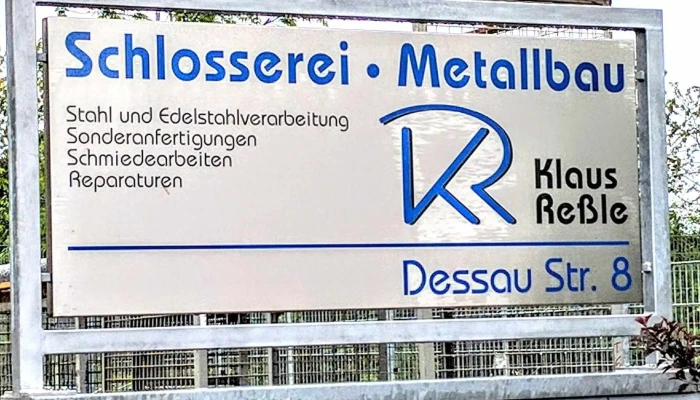 Schlosserei • Metallbau
Stahl und Edelstahlverarbeitung
Sonderanfertigungen
Schmiedearbeiten
Reparaturen
KR
Klaus
Reßle
Dessau Str. 8